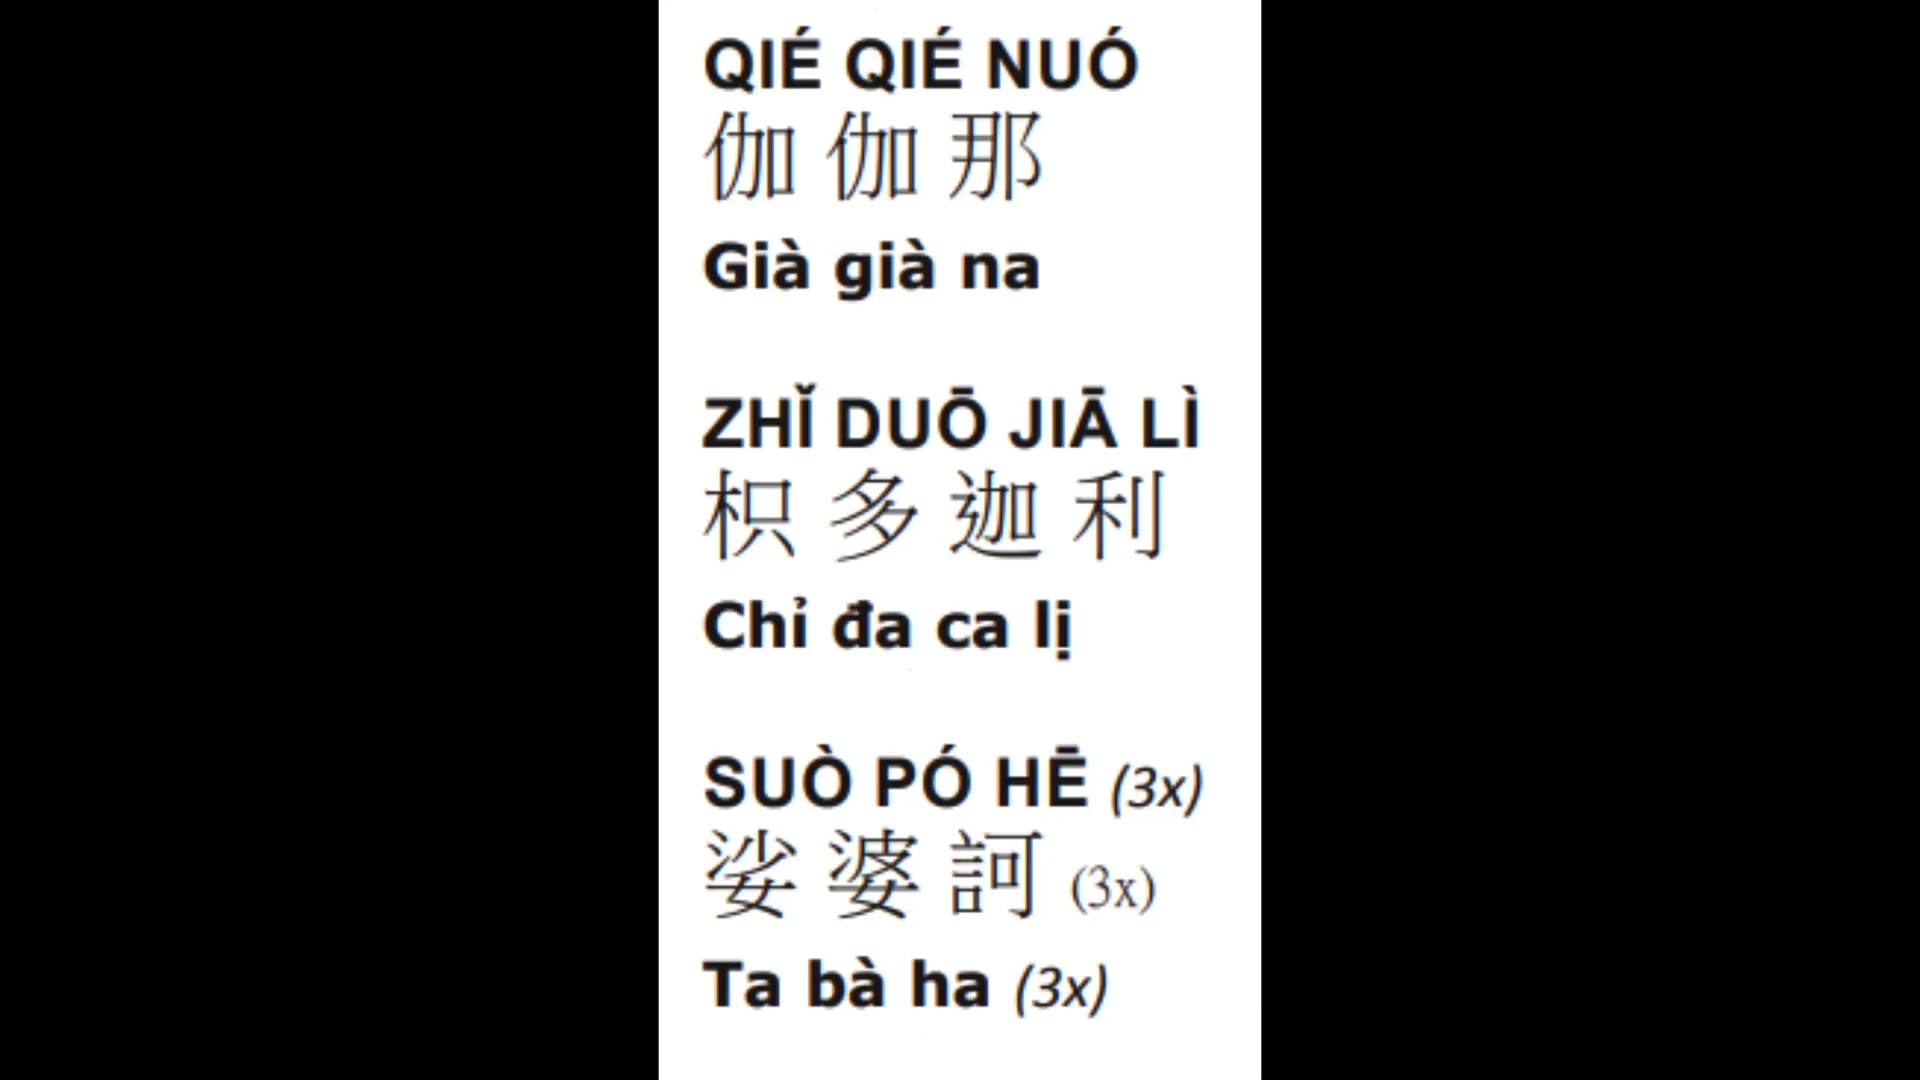 QIÉ QIÉ NUÓ
伽 伽 那
Già già na
ZHǏ DUŌ JIĀ LÌ
枳 多 迦 利
Chỉ đa ca lị
SUÒ PÓ HĒ (3x)
娑 婆 訶 (3x)
Ta bà ha (3x)